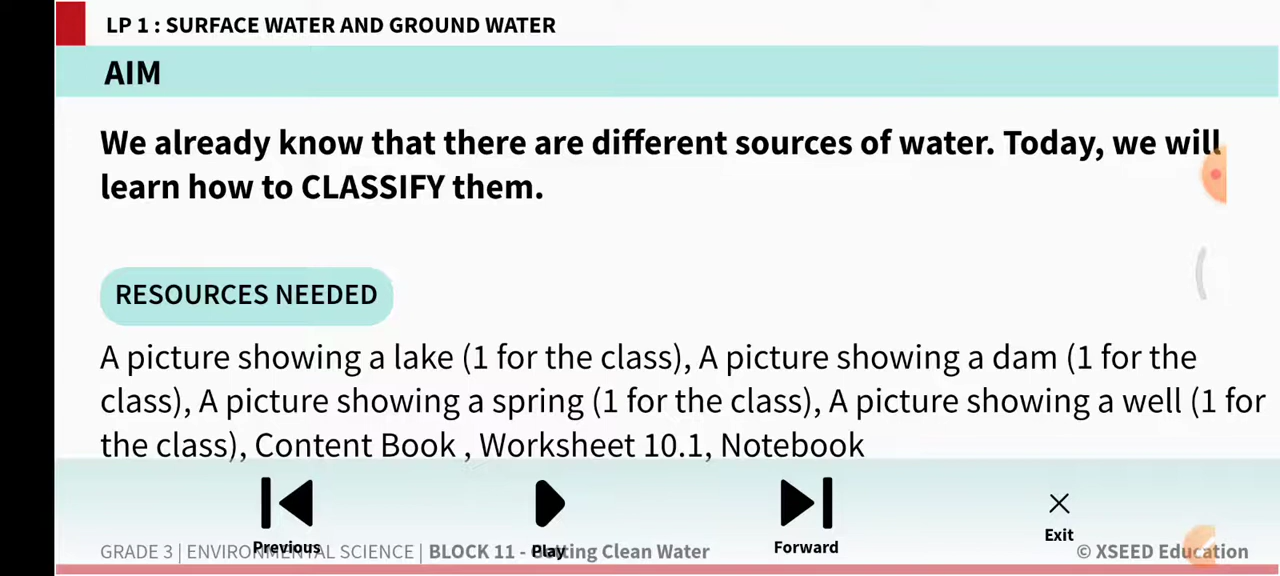 LP 1 : SURFACE WATER AND GROUND WATER
AIM
We already know that there are different sources of water. Today, we will
learn how to CLASSIFY them.
RESOURCES NEEDED
A picture showing a lake (1 for the class), A picture showing a dam (1 for the
class), A picture showing a spring (1 for the class), A picture showing a well (1 for
the class), Content Book , Worksheet 10.1, Notebook
Previous Play Forward Exit
GRADE 3 | ENVIRONMENTAL SCIENCE | BLOCK 11 - Getting Clean Water © XSEED Education